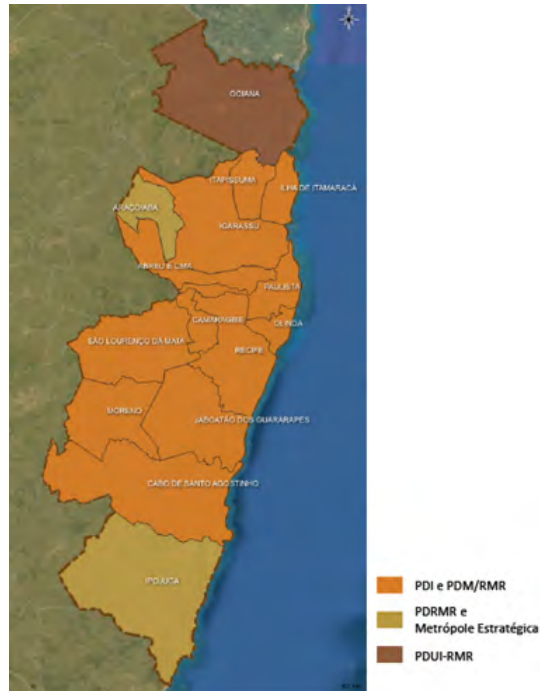 GOIANA
ITAPISSUMA
ILHA DE ITAMARACÁ
ARAÇOIABA
IGARASSU
ABREU E LIMA
PAULISTA
CAMARAGIBE
OLINDA
SÃO LOURENÇO DA MATA
RECIFE
MORENO
JABOATÃO DOS GUARARAPES
CABO DE SANTO AGOSTINHO
IPOJUCA
PDI e PDM/RMR
PDRMR e
Metrópole Estratégica
PDUI-RMR